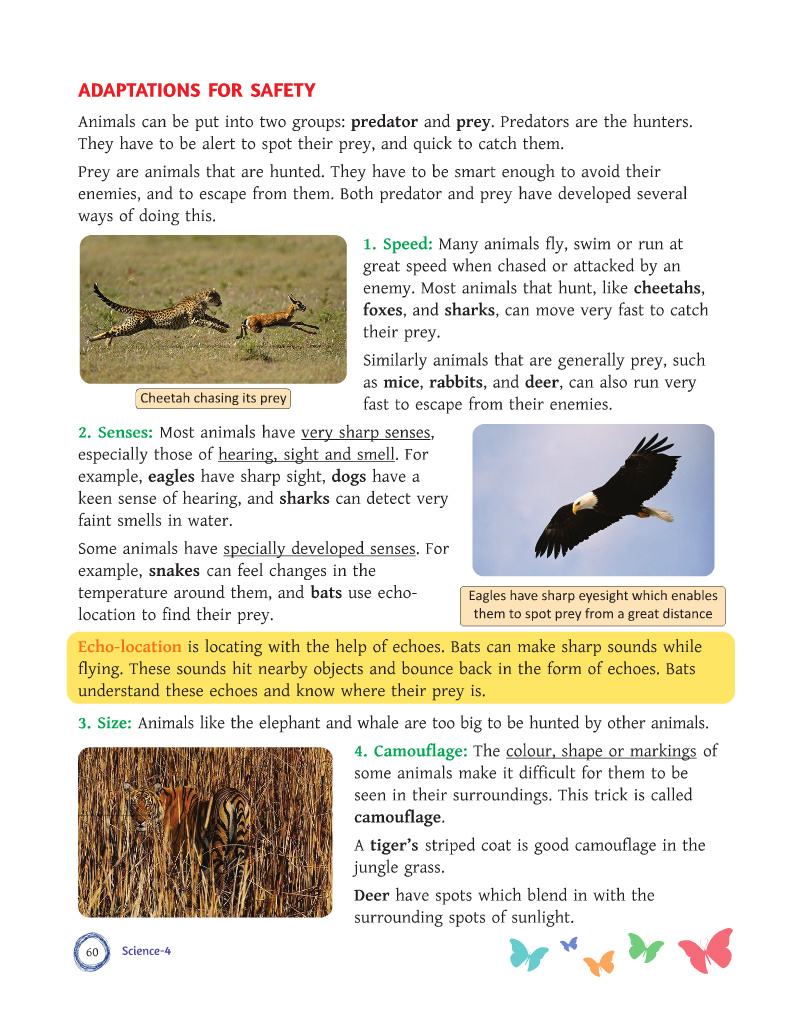 ADAPTATIONS FOR SAFETY
Animals can be put into two groups: predator and prey. Predators are the hunters.
They have to be alert to spot their prey, and quick to catch them.
Prey are animals that are hunted. They have to be smart enough to avoid their
enemies, and to escape from them. Both predator and prey have developed several
ways of doing this.
1. Speed: Many animals fly, swim or run at
great speed when chased or attacked by an
enemy. Most animals that hunt, like cheetahs,
foxes, and sharks, can move very fast to catch
their prey.
Similarly animals that are generally prey, such
as mice, rabbits, and deer, can also run very
fast to escape from their enemies.
Cheetah chasing its prey
2. Senses: Most animals have very sharp senses,
especially those of hearing, sight and smell. For
example, eagles have sharp sight, dogs have a
keen sense of hearing, and sharks can detect very
faint smells in water.
Some animals have specially developed senses. For
example, snakes can feel changes in the
temperature around them, and bats use echo-
location to find their prey.
Eagles have sharp eyesight which enables
them to spot prey from a great distance
Echo-location is locating with the help of echoes. Bats can make sharp sounds while
flying. These sounds hit nearby objects and bounce back in the form of echoes. Bats
understand these echoes and know where their prey is.
3. Size: Animals like the elephant and whale are too big to be hunted by other animals.
4. Camouflage: The colour, shape or markings of
some animals make it difficult for them to be
seen in their surroundings. This trick is called
camouflage.
A tiger's striped coat is good camouflage in the
jungle grass.
Deer have spots which blend in with the
surrounding spots of sunlight.
60
Science-4